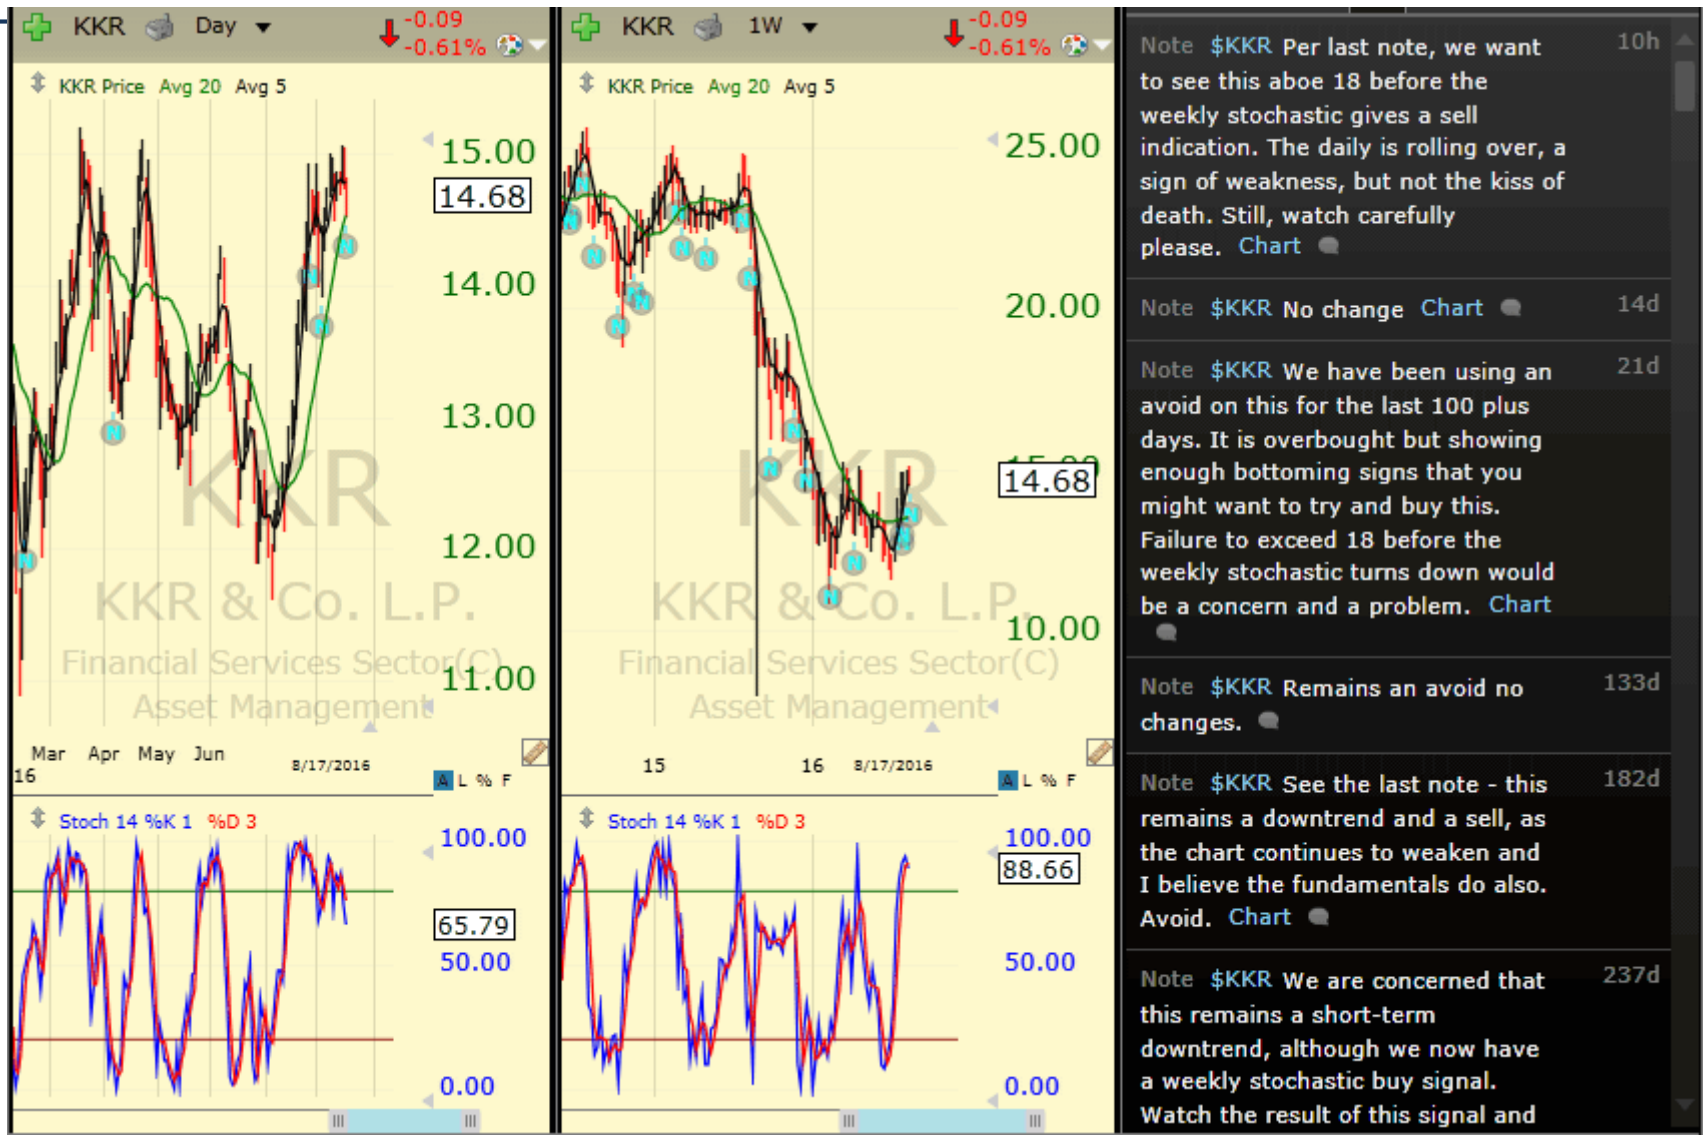 KKR Day
-0.09
-0.61%
KKR Price Avg 20 Avg 5
15.00
14.68
14.00
13.00
12.00
11.00
KKR
KKR & Co. L.P.
Financial Services Sector(C)
Asset Management
N
N
N
N
N
Mar Apr May Jun
16
8/17/2016
A L % F
Stoch 14 %K 1 %D 3
100.00
65.79
50.00
0.00
KKR 1W
-0.09
-0.61%
KKR Price Avg 20 Avg 5
25.00
20.00
15.00
14.68
10.00
KKR
KKR & Co. L.P.
Financial Services Sector(C)
Asset Management
15 16 8/17/2016
A L % F
Stoch 14 %K 1 %D 3
100.00
88.66
50.00
0.00
Note $KKR Per last note, we want 10h
to see this aboe 18 before the
weekly stochastic gives a sell
indication. The daily is rolling over, a
sign of weakness, but not the kiss of
death. Still, watch carefully
please. Chart
Note $KKR No change Chart 14d
Note $KKR We have been using an 21d
avoid on this for the last 100 plus
days. It is overbought but showing
enough bottoming signs that you
might want to try and buy this.
Failure to exceed 18 before the
weekly stochastic turns down would
be a concern and a problem. Chart
Note $KKR Remains an avoid no 133d
changes.
Note $KKR See the last note - this 182d
remains a downtrend and a sell, as
the chart continues to weaken and
I believe the fundamentals do also.
Avoid. Chart
Note $KKR We are concerned that 237d
this remains a short-term
downtrend, although we now have
a weekly stochastic buy signal.
Watch the result of this signal and